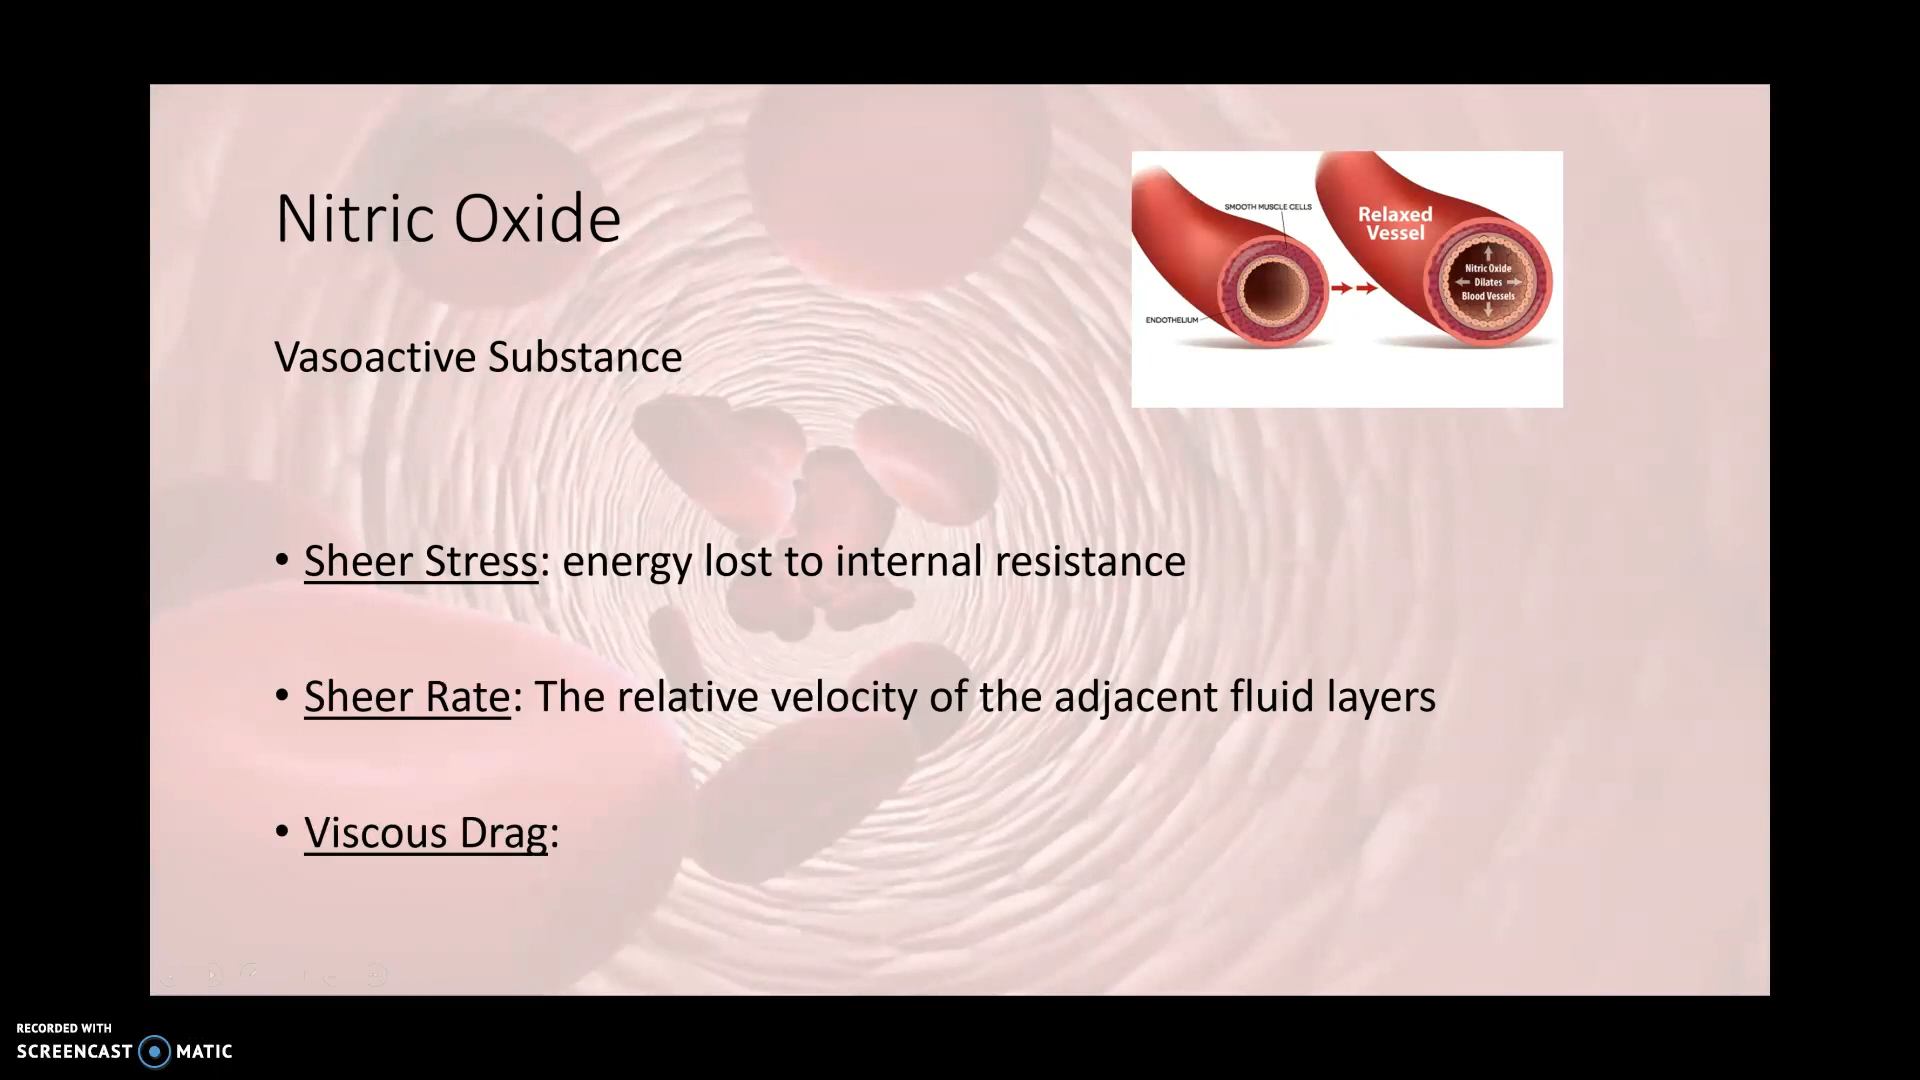 Nitric Oxide
Vasoactive Substance
SMOOTH MUSCLE CELLS
ENDOTHELIUM
Relaxed
Vessel
Nitric Oxide
Dilates
Blood Vessels
• Sheer Stress: energy lost to internal resistance
• Sheer Rate: The relative velocity of the adjacent fluid layers
• Viscous Drag:
RECORDED WITH
SCREENCAST MATIC